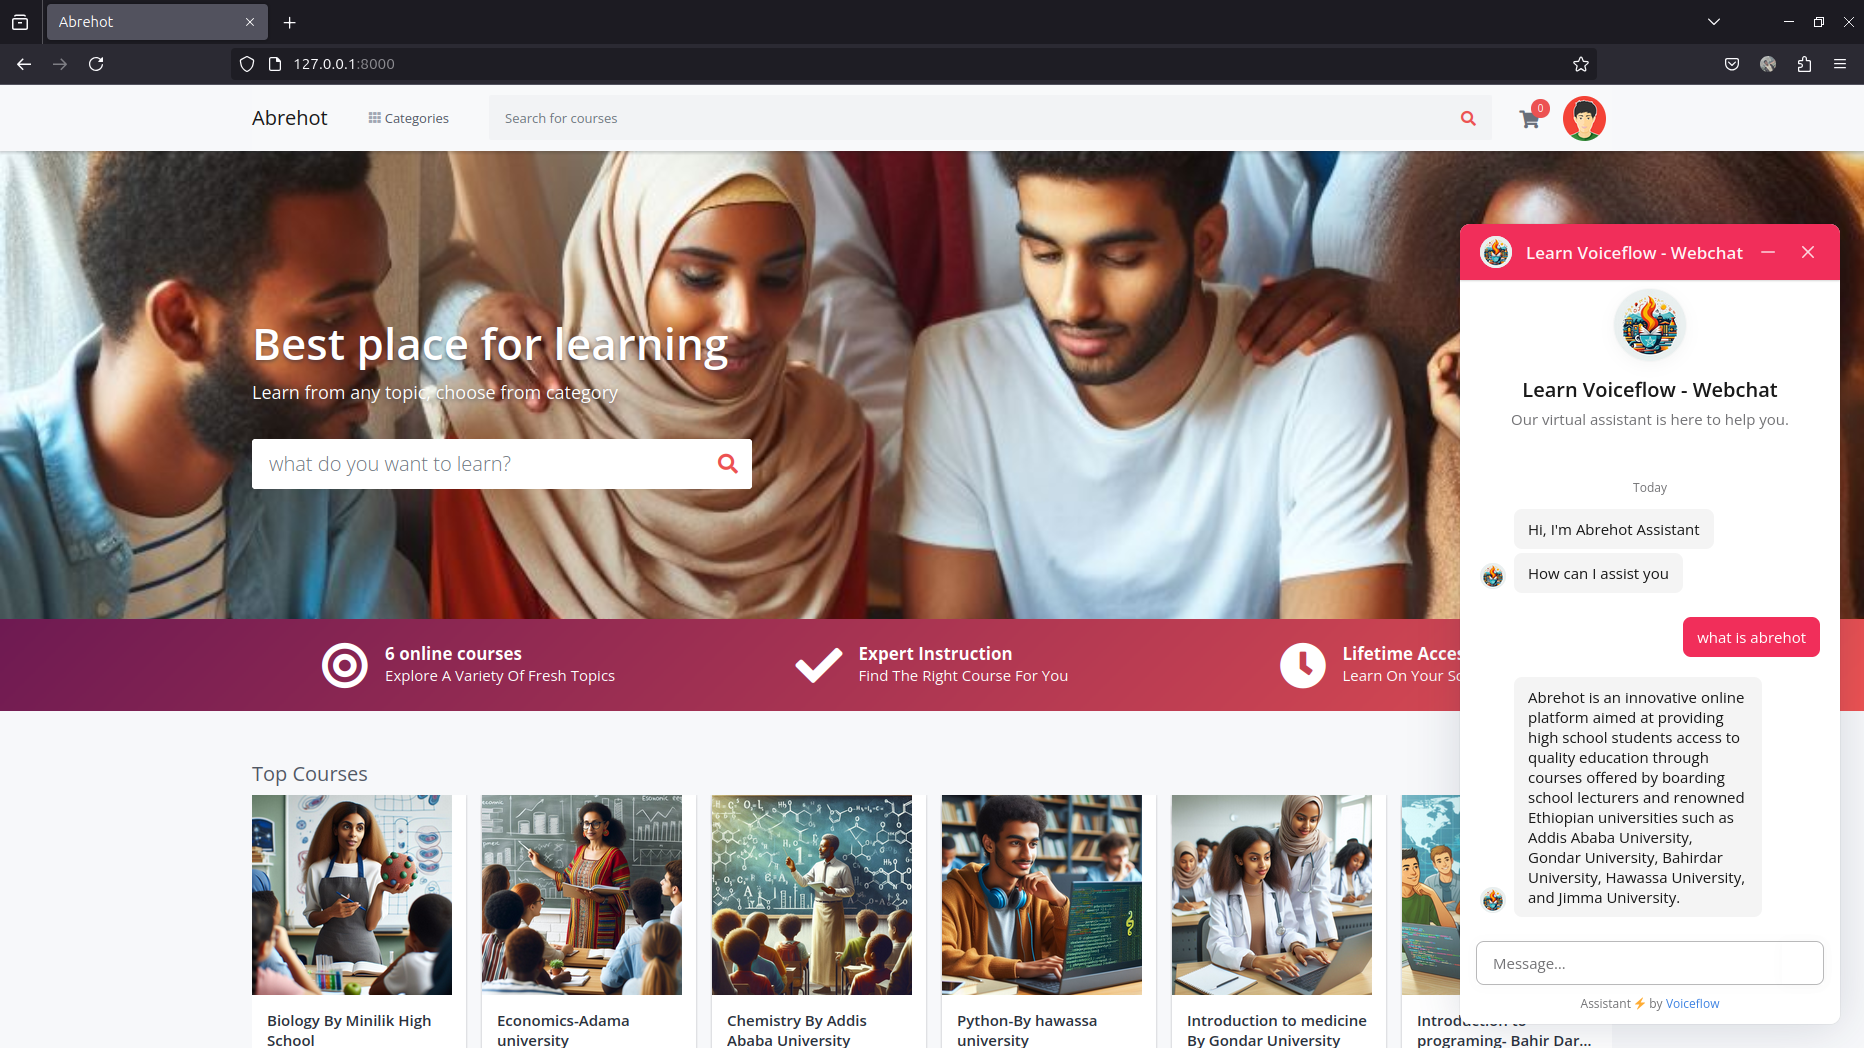 Abrehot
127.0.0.1:8000
Abrehot
Categories
Search for courses
0
Best place for learning
Learn from any topic, choose from category
what do you want to learn?
6 online courses
Explore A Variety Of Fresh Topics
Expert Instruction
Find The Right Course For You
Lifetime Acces
Learn On Your Sc
Top Courses
Biology By Minilik High
School
Economics-Adama
university
Chemistry By Addis
Ababa University
Python-By hawassa
university
Introduction to medicine
By Gondar University
Introduction to
programing- Bahir Dar...
Learn Voiceflow - Webchat
Learn Voiceflow - Webchat
Our virtual assistant is here to help you.
Today
Hi, I'm Abrehot Assistant
How can I assist you
what is abrehot
Abrehot is an innovative online
platform aimed at providing
high school students access to
quality education through
courses offered by boarding
school lecturers and renowned
Ethiopian universities such as
Addis Ababa University,
Gondar University, Bahirdar
University, Hawassa University,
and Jimma University.
Message...
Assistant ⚡ by Voiceflow